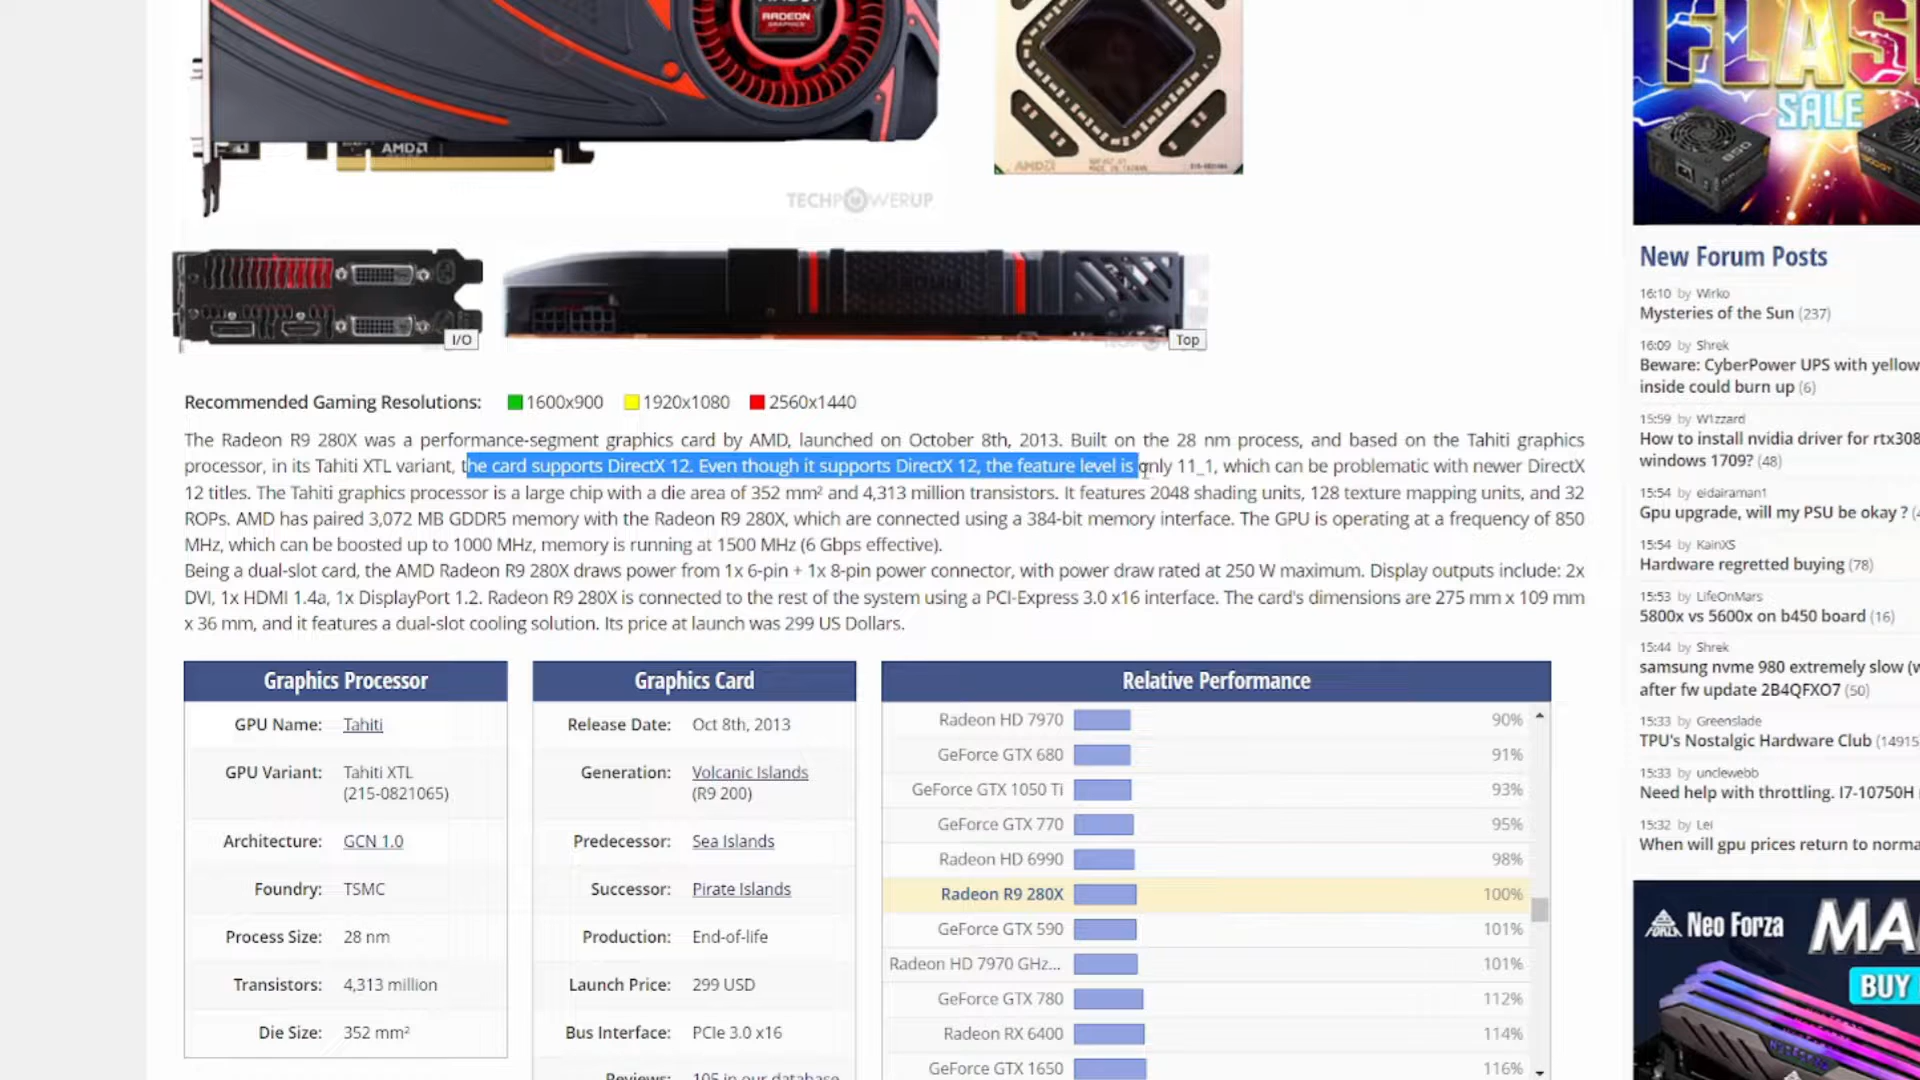 RADEON
GRAPHICS
AMD
AMD
TECHPOWERUP
I/O
Top
Recommended Gaming Resolutions: 1600x900 1920x1080 2560x1440
The Radeon R9 280X was a performance-segment graphics card by AMD, launched on October 8th, 2013. Built on the 28 nm process, and based on the Tahiti graphics
processor, in its Tahiti XTL variant, the card supports DirectX 12. Even though it supports DirectX 12, the feature level is only 11_1, which can be problematic with newer DirectX
12 titles. The Tahiti graphics processor is a large chip with a die area of 352 mm² and 4,313 million transistors. It features 2048 shading units, 128 texture mapping units, and 32
ROPs. AMD has paired 3,072 MB GDDR5 memory with the Radeon R9 280X, which are connected using a 384-bit memory interface. The GPU is operating at a frequency of 850
MHz, which can be boosted up to 1000 MHz, memory is running at 1500 MHz (6 Gbps effective).
Being a dual-slot card, the AMD Radeon R9 280X draws power from 1x 6-pin + 1x 8-pin power connector, with power draw rated at 250 W maximum. Display outputs include: 2x
DVI, 1x HDMI 1.4a, 1x DisplayPort 1.2. Radeon R9 280X is connected to the rest of the system using a PCI-Express 3.0 x16 interface. The card's dimensions are 275 mm x 109 mm
x 36 mm, and it features a dual-slot cooling solution. Its price at launch was 299 US Dollars.
Graphics Processor
GPU Name: Tahiti
GPU Variant: Tahiti XTL
(215-0821065)
Architecture: GCN 1.0
Foundry: TSMC
Process Size: 28 nm
Transistors: 4,313 million
Die Size: 352 mm²
Graphics Card
Release Date: Oct 8th, 2013
Generation: Volcanic Islands
(R9 200)
Predecessor: Sea Islands
Successor: Pirate Islands
Production: End-of-life
Launch Price: 299 USD
Bus Interface: PCIe 3.0 x16
Reviews: 105 in our database
Relative Performance
Radeon HD 7970 90%
GeForce GTX 680 91%
GeForce GTX 1050 Ti 93%
GeForce GTX 770 95%
Radeon HD 6990 98%
Radeon R9 280X 100%
GeForce GTX 590 101%
Radeon HD 7970 GHz... 101%
GeForce GTX 780 112%
Radeon RX 6400 114%
GeForce GTX 1650 116%
FLAS
SALE
850
New Forum Posts
16:10 by Wirko
Mysteries of the Sun (237)
16:09 by Shrek
Beware: CyberPower UPS with yellow
inside could burn up (6)
15:59 by W1zzard
How to install nvidia driver for rtx308
windows 1709? (48)
15:54 by eidairaman1
Gpu upgrade, will my PSU be okay ? (4
15:54 by KainXS
Hardware regretted buying (78)
15:53 by LifeOnMars
5800x vs 5600x on b450 board (16)
15:44 by Shrek
samsung nvme 980 extremely slow (w
after fw update 2B4QFXO7 (50)
15:33 by Greenslade
TPU's Nostalgic Hardware Club (14915
15:33 by unclewebb
Need help with throttling. I7-10750H
15:32 by Lei
When will gpu prices return to norma
FORZA
Neo Forza
MA
BUY